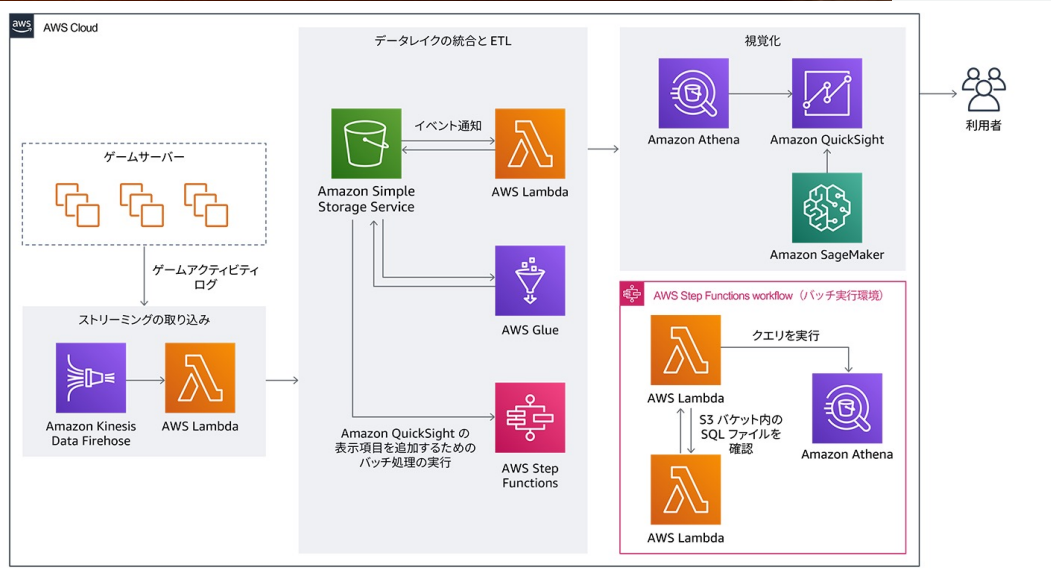 aws
AWS Cloud
ゲームサーバー
ゲームアクティビティ
ログ
ストリーミングの取り込み
Amazon Kinesis
Data Firehose
AWS Lambda
データレイクの統合と ETL
イベント通知
Amazon Simple
Storage Service
AWS Lambda
AWS Glue
Amazon QuickSight の
表示項目を追加するための
バッチ処理の実行
AWS Step
Functions
視覚化
Amazon Athena
Amazon QuickSight
Amazon SageMaker
利用者
AWS Step Functions workflow（バッチ実行環境）
クエリを実行
AWS Lambda
S3 バケット内の
SQL ファイルを
確認
Amazon Athena
AWS Lambda